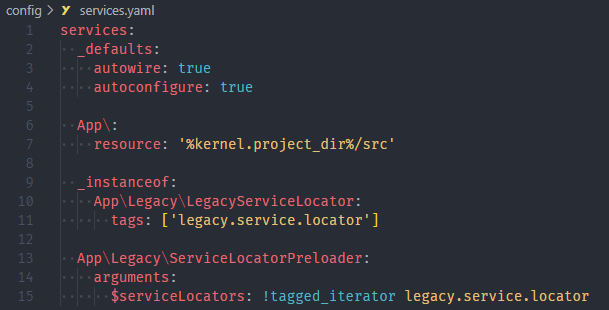 config > services.yaml
1 services:
2   _defaults:
3     autowire: true
4     autoconfigure: true
5
6   App\:
7     resource: '%kernel.project_dir%/src'
8
9   _instanceof:
10     App\Legacy\LegacyServiceLocator:
11       tags: ['legacy.service.locator']
12
13   App\Legacy\ServiceLocatorPreloader:
14     arguments:
15       $serviceLocators: !tagged_iterator legacy.service.locator